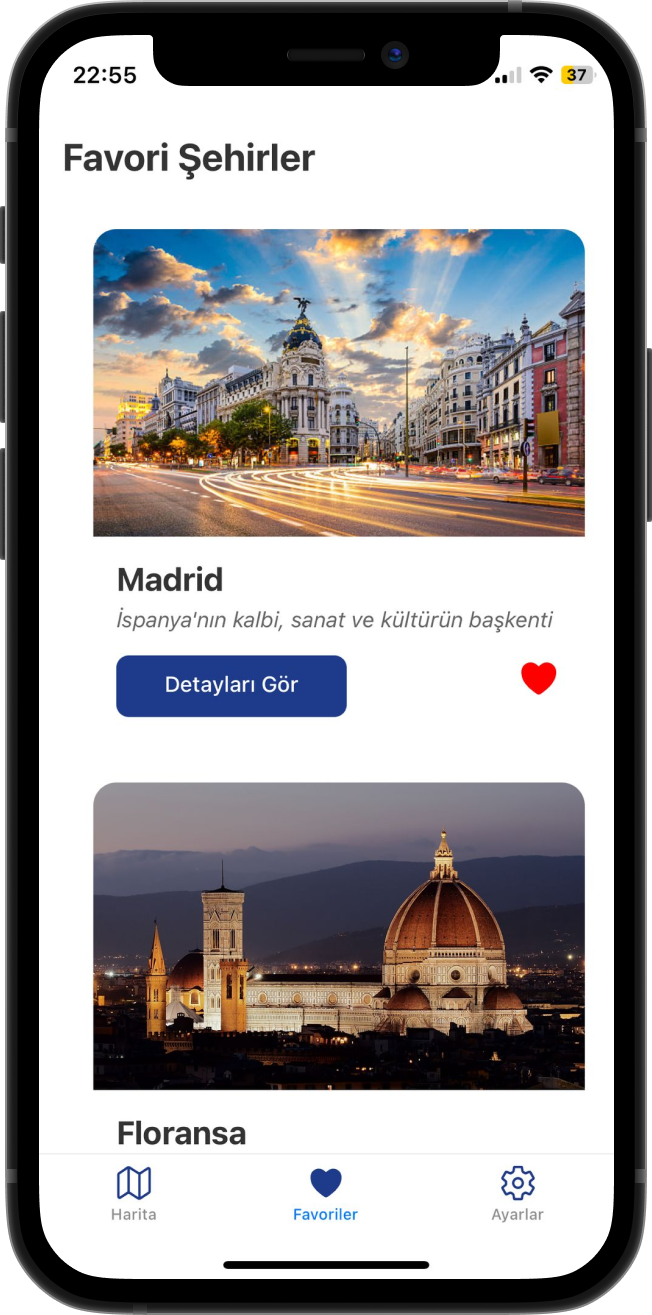 22:55
37
Favori Şehirler
Madrid
İspanya'nın kalbi, sanat ve kültürün başkenti
Detayları Gör
Floransa
Harita
Favoriler
Ayarlar